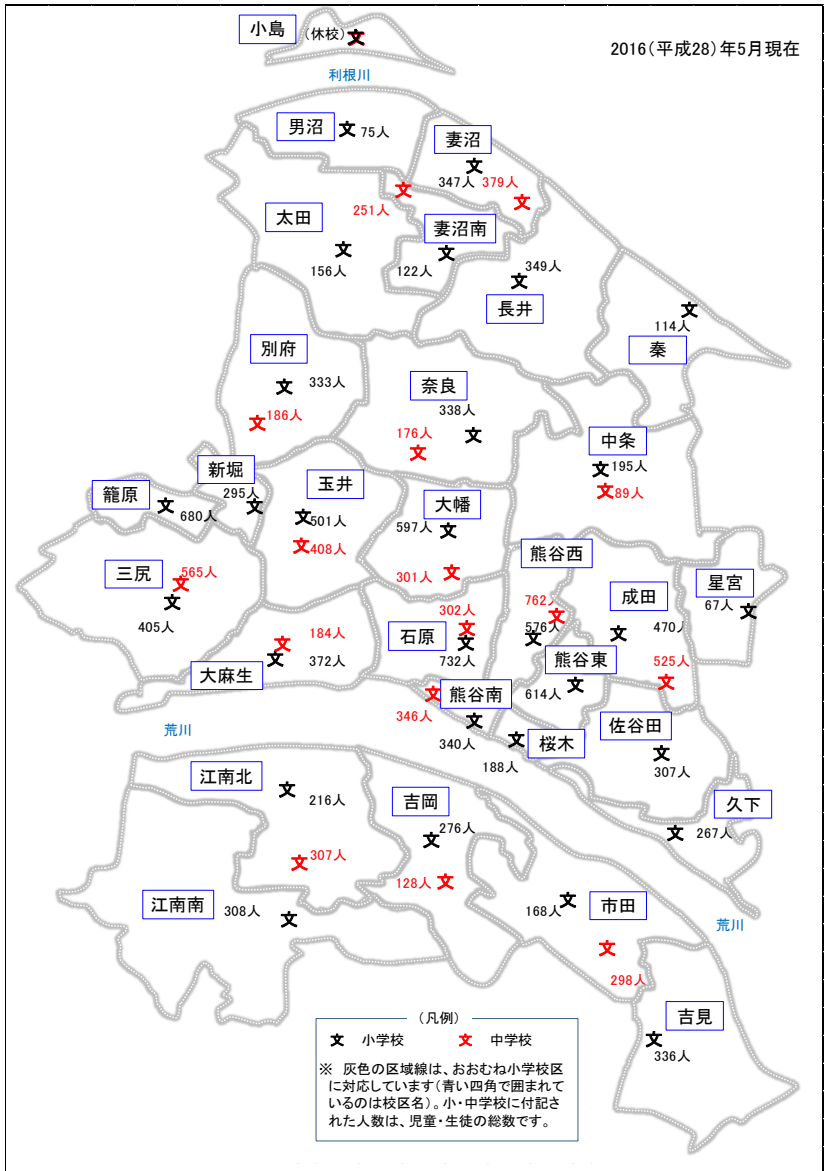 小島
(休校)
2016(平成28)年5月現在
利根川
男沼
75人
妻沼
347人
379人
251人
太田
妻沼南
156人
122人
349人
長井
114人
秦
別府
333人
奈良
338人
186人
176人
中条
195人
89人
新堀
295人
玉井
籠原
680人
501人
大幡
597人
408人
熊谷西
三尻
565人
301人
成田
星宮
67人
405人
762人
302人
576人
470人
184人
石原
372人
732人
熊谷東
大麻生
614人
525人
熊谷南
346人
佐谷田
荒川
340人
桜木
188人
307人
江南北
216人
吉岡
276人
久下
267人
307人
128人
江南南
308人
168人
市田
荒川
298人
吉見
336人
(凡例)
文 小学校 文 中学校
※ 灰色の区域線は、おおむね小学校区
に対応しています(青い四角で囲まれて
いるのは校区名)。小・中学校に付記さ
れた人数は、児童・生徒の総数です。